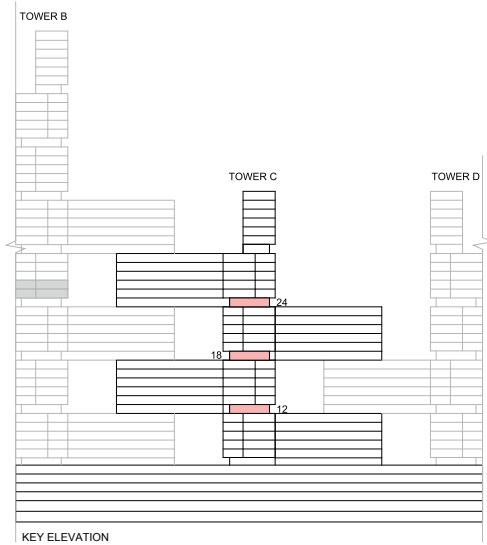 TOWER B
TOWER C
TOWER D
24
18
12
KEY ELEVATION